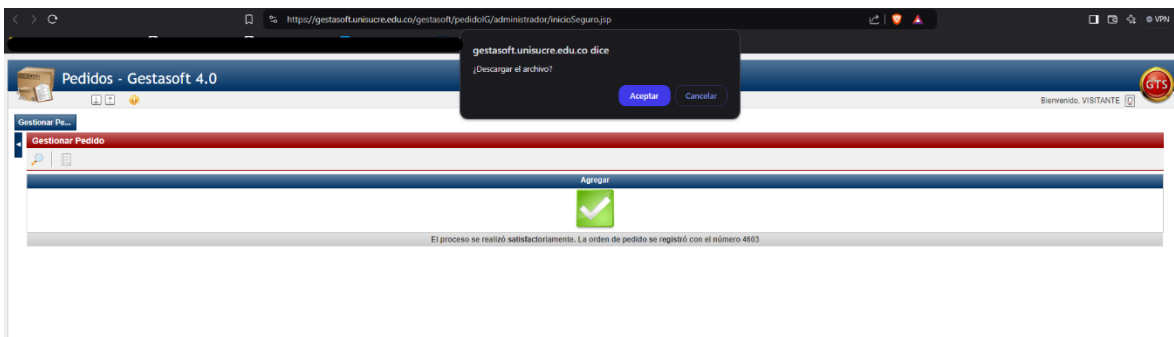 https://gestasoft.unisucre.edu.co/gestasoft/pedidoIG/administrador/inicioSeguro.jsp
VPN
gestasoft.unisucre.edu.co dice
¿Descargar el archivo?
Aceptar
Cancelar
Pedidos - Gestasoft 4.0
GTS
Bienvenido, VISITANTE
Gestionar Pe...
Gestionar Pedido
Agregar
El proceso se realizó satisfactoriamente. La orden de pedido se registró con el número 4603